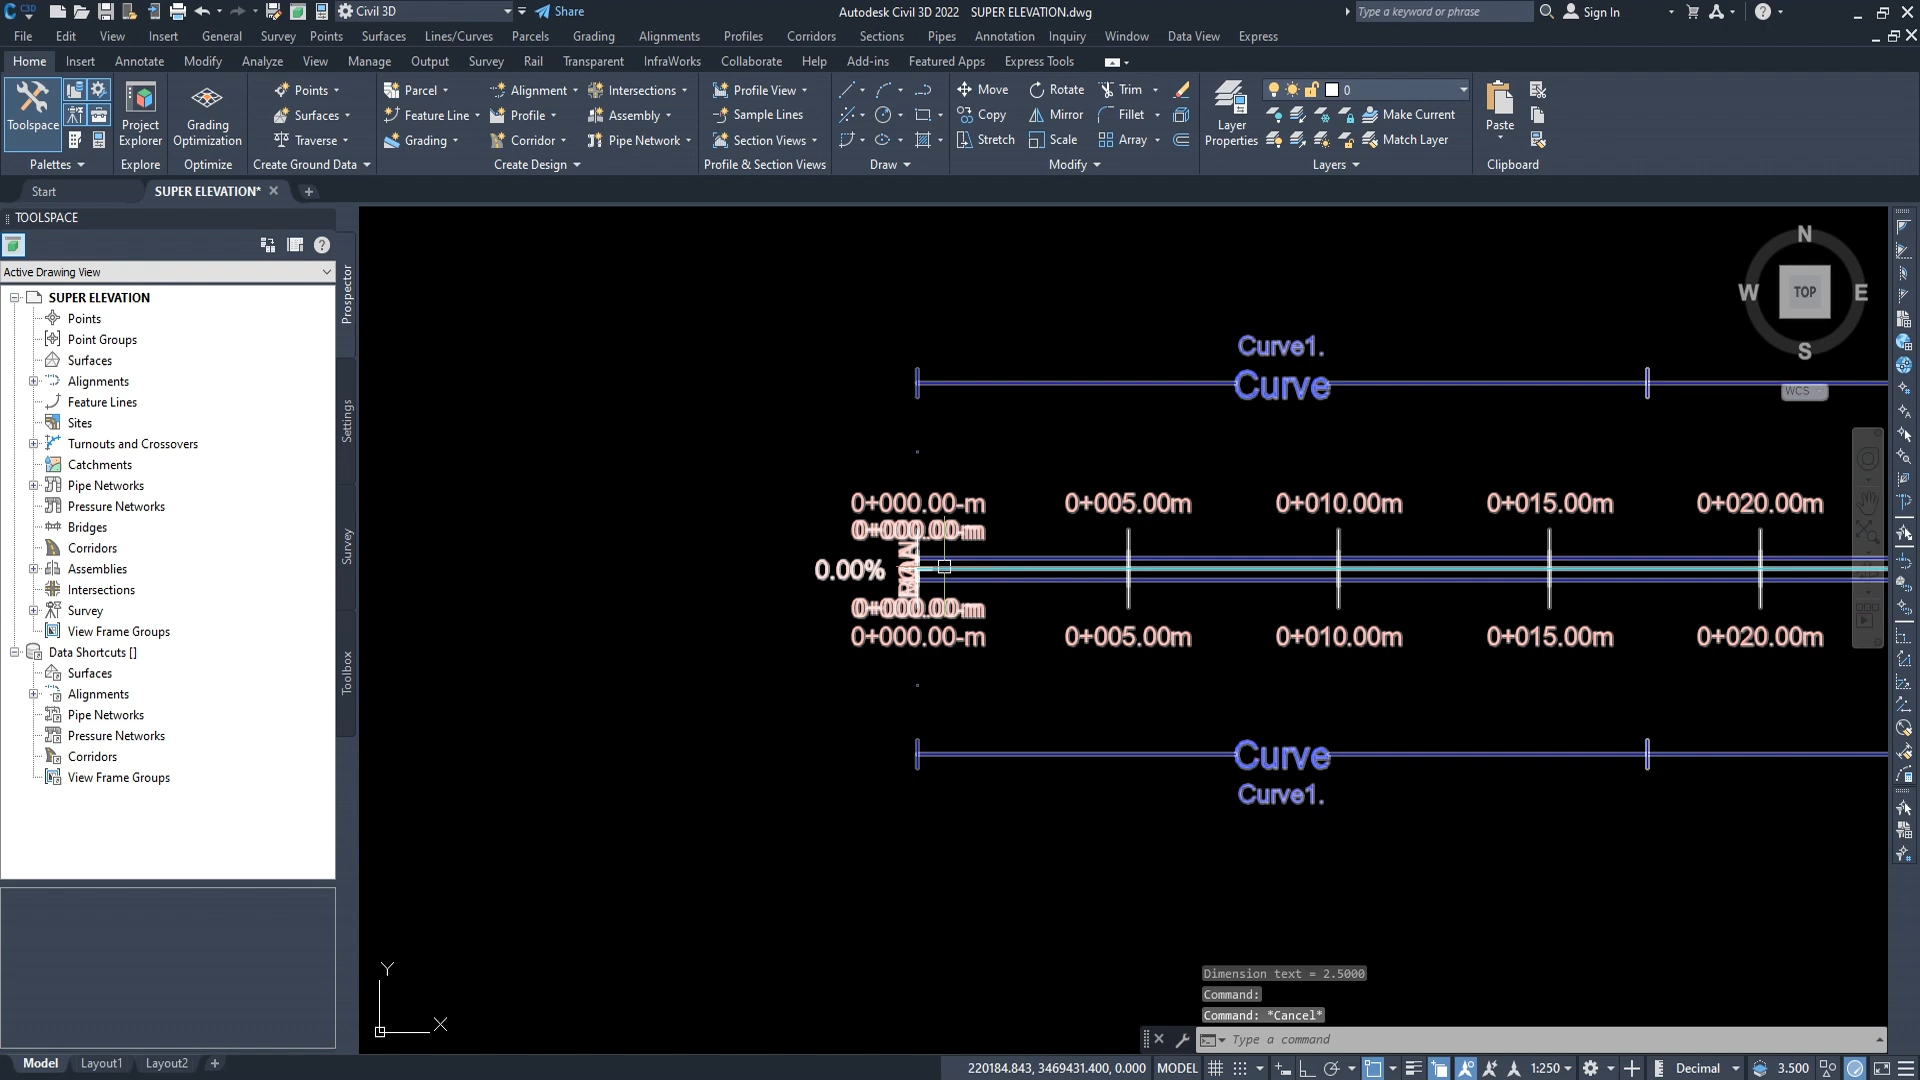 C3D
Civil 3D
Share
Autodesk Civil 3D 2022 SUPER ELEVATION.dwg
Type a keyword or phrase
Sign In
File Edit View Insert General Survey Points Surfaces Lines/Curves Parcels Grading Alignments Profiles Corridors Sections Pipes Annotation Inquiry Window Data View Express
Home Insert Annotate Modify Analyze View Manage Output Survey Rail Transparent InfraWorks Collaborate Help Add-ins Featured Apps Express Tools
Toolspace
Palettes
Project Explorer
Explore
Grading Optimization
Optimize
Points
Surfaces
Traverse
Create Ground Data
Parcel
Feature Line
Grading
Alignment
Profile
Corridor
Intersections
Assembly
Pipe Network
Create Design
Profile View
Sample Lines
Section Views
Profile & Section Views
Draw
Move
Copy
Stretch
Rotate
Mirror
Scale
Trim
Fillet
Array
Modify
Layer Properties
0
Make Current
Match Layer
Layers
Paste
Clipboard
Start
SUPER ELEVATION*
TOOLSPACE
Active Drawing View
SUPER ELEVATION
Points
Point Groups
Surfaces
Alignments
Feature Lines
Sites
Turnouts and Crossovers
Catchments
Pipe Networks
Pressure Networks
Bridges
Corridors
Assemblies
Intersections
Survey
View Frame Groups
Data Shortcuts []
Surfaces
Alignments
Pipe Networks
Pressure Networks
Corridors
View Frame Groups
Prospector
Settings
Survey
Toolbox
N
W TOP E
S
WCS
Curve1.
Curve
0+000.00-m 0+005.00m 0+010.00m 0+015.00m 0+020.00m
0.00%
0+000.00-m 0+005.00m 0+010.00m 0+015.00m 0+020.00m
Curve
Curve1.
Y
X
Dimension text = 2.5000
Command:
Command: *Cancel*
Type a command
Model Layout1 Layout2
220184.843, 3469431.400, 0.000 MODEL 1:250 Decimal 3.500